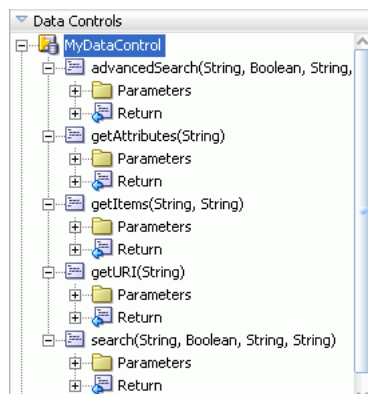 Data Controls
MyDataControl
advancedSearch(String, Boolean, String,
Parameters
Return
getAttributes(String)
Parameters
Return
getItems(String, String)
Parameters
Return
getURI(String)
Parameters
Return
search(String, Boolean, String, String)
Parameters
Return